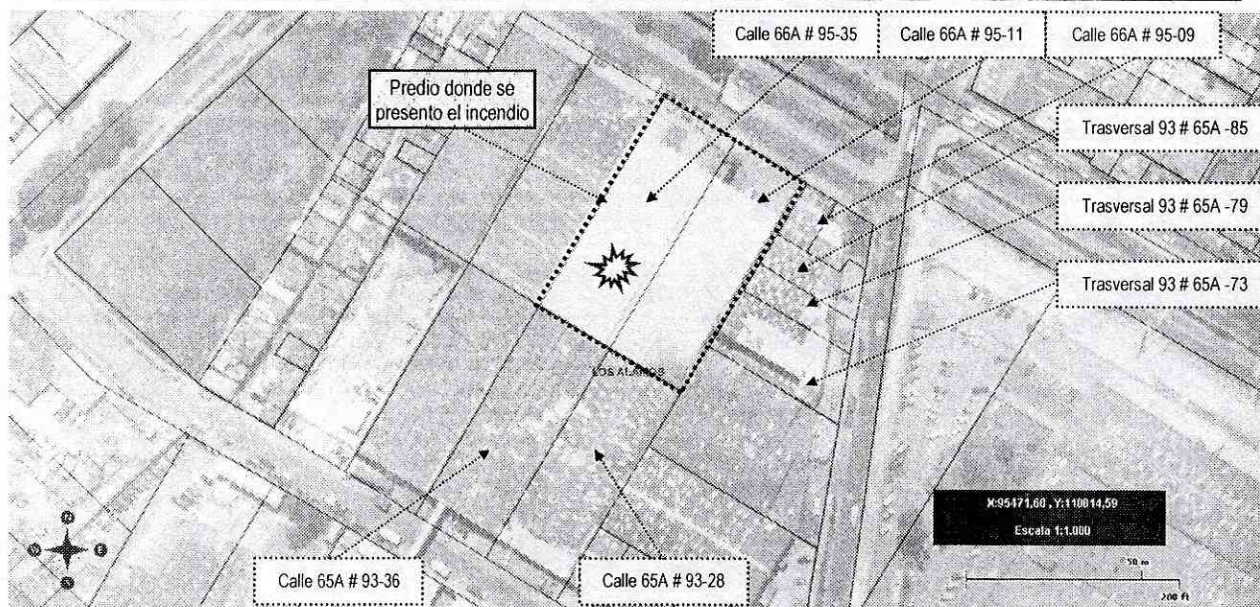 Calle 66A # 95-35
Calle 66A # 95-11
Calle 66A # 95-09
Predio donde se
presento el incendio
Trasversal 93 # 65A -85
Trasversal 93 # 65A -79
Trasversal 93 # 65A -73
LOS ALAMOS
X:95471,60 , Y:110814,59
Escala 1:1.000
50 m
200 ft
N
O
E
S
Calle 65A # 93-36
Calle 65A # 93-28